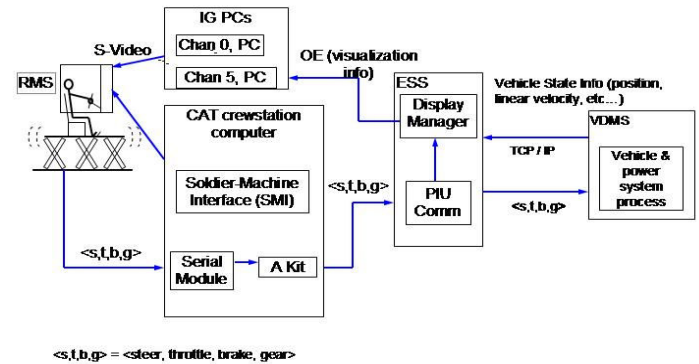 IG PCs
Chan 0, PC
Chan 5, PC
S-Video
RMS
OE (visualization
info)
ESS
Display
Manager
PIU
Comm
Vehicle State Info (position,
linear velocity, etc…)
VDMS
TCP / IP
Vehicle &
power
system
process
<s,t,b,g>
CAT crewstation
computer
Soldier-Machine
Interface (SMI)
<s,t,b,g>
Serial
Module
A Kit
<s,t,b,g>
<s,t,b,g> = <steer, throttle, brake, gear>